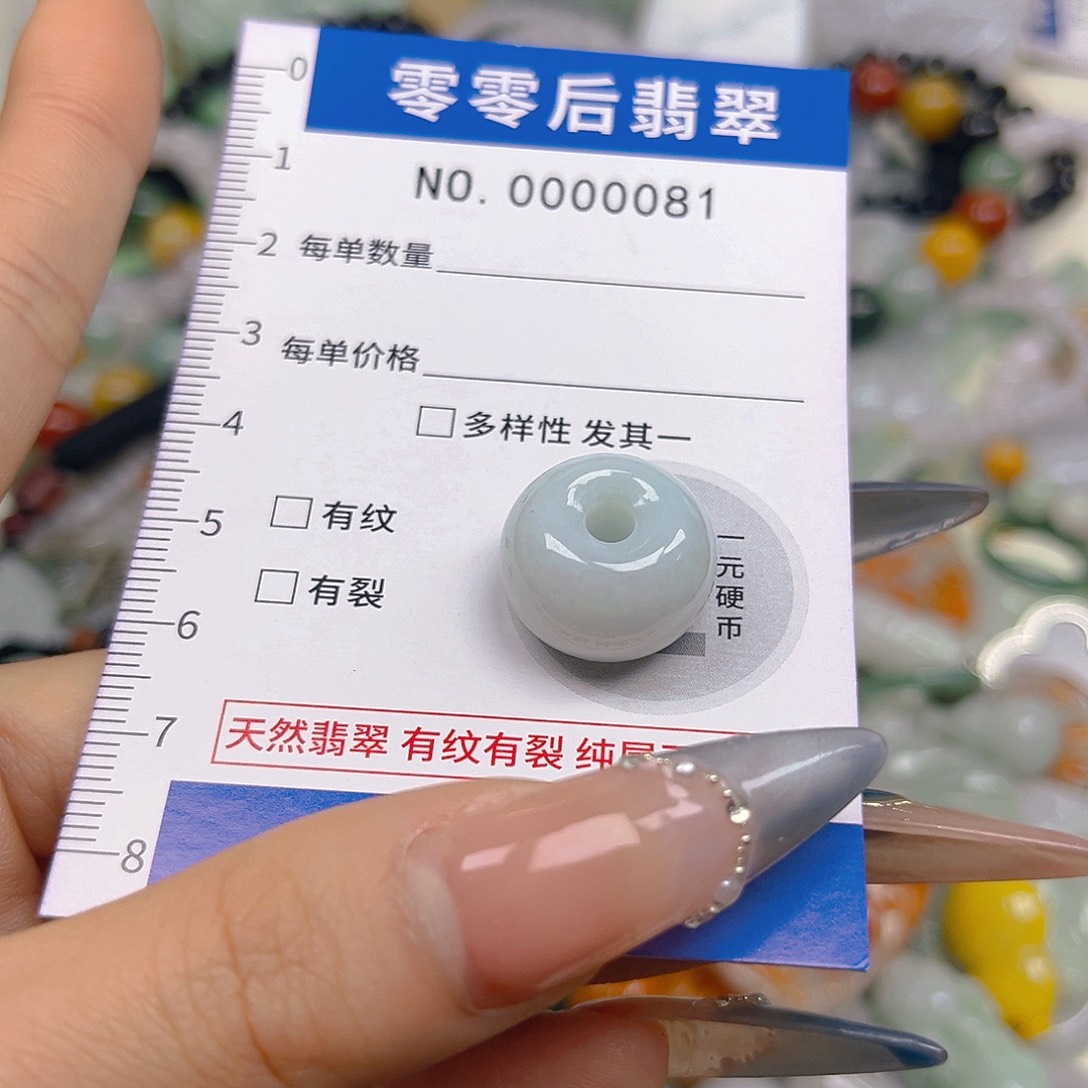 零零后翡翠
NO. 0000081
每单数量
每单价格
多样性 发其一
有纹
有裂
一元硬币
天然翡翠 有纹有裂 纯
0
1
2
3
4
5
6
7
8